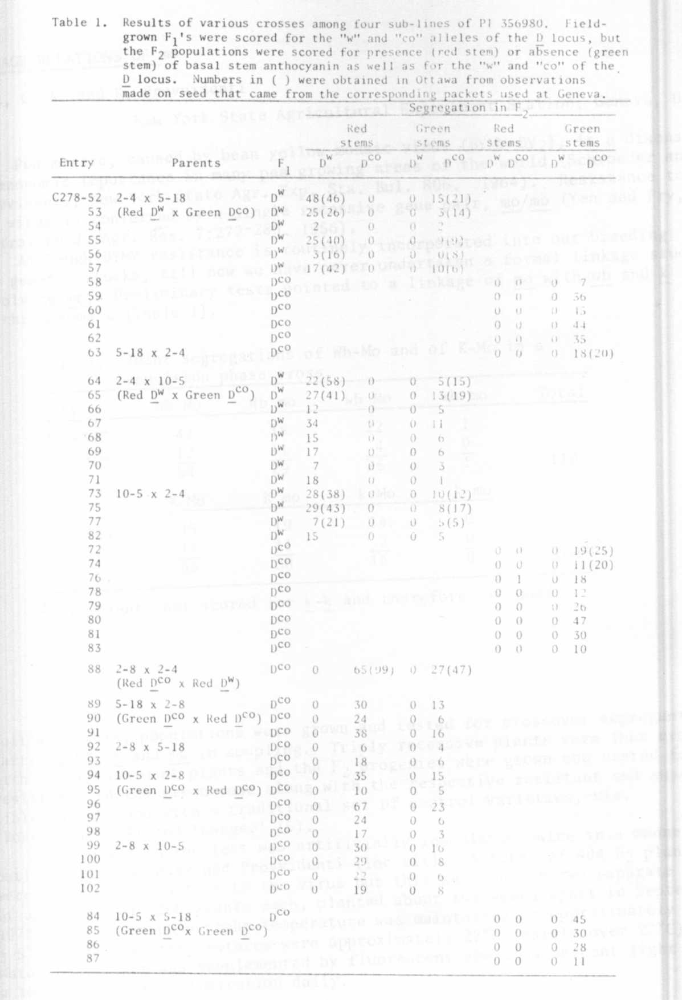 Table 1. Results of various crosses among four sub-lines of PI 356980. Field-
grown F1's were scored for the "w" and "co" alleles of the D locus, but
the F2 populations were scored for presence (red stem) or absence (green
stem) of basal stem anthocyanin as well as for the "w" and "co" of the
D locus. Numbers in ( ) were obtained in Ottawa from observations
made on seed that came from the corresponding packets used at Geneva.
Segregation in F2
Red Green Red Green
stems stems stems stems
Entry Parents F1 Dw Dco Dw Dco Dw Dco Dw Dco
C278-52 2-4 x 5-18 Dw 48(46) 0 0 15(21)
53 (Red Dw x Green Dco) Dw 25(26) 0 0 3(14)
54 Dw 2 0 0 2
55 Dw 25(40) 0 0
56 Dw 3(16) 0 0 0(8)
57 Dw 17(42) 0 0 10(6)
58 Dco 0 0 0 7
59 Dco 0 0 0 36
60 Dco 0 0 0 15
61 Dco 0 0 0 44
62 Dco 0 0 0 35
63 5-18 x 2-4 Dco 0 0 0 18(20)
64 2-4 x 10-5 Dw 22(58) 0 0 5(15)
65 (Red Dw x Green Dco) Dw 27(41) 0 0 13(19)
66 Dw 12 0 0 5
67 Dw 34 0 0 11
68 Dw 15 0 0 6
69 Dw 17 0 0 6
70 Dw 7 0 0 3
71 Dw 18 0 0 1
73 10-5 x 2-4 Dw 28(38) 0 0 10(12)
75 Dw 29(43) 0 0 8(17)
77 Dw 7(21) 0 0 5(5)
82 Dw 15 0 0 5
72 Dco 0 0 0 19(25)
74 Dco 0 0 0 11(20)
76 Dco 0 1 0 18
78 Dco 0 0 0 12
79 Dco 0 0 0 26
80 Dco 0 0 0 47
81 Dco 0 0 0 30
83 Dco 0 0 0 10
88 2-8 x 2-4 Dco 0 65(99) 0 27(47)
(Red Dco x Red Dw)
89 5-18 x 2-8 Dco 0 30 0 13
90 (Green Dco x Red Dco) Dco 0 24 0 6
91 Dco 0 38 0 16
92 2-8 x 5-18 Dco 0 6 0 4
93 Dco 0 18 0 6
94 10-5 x 2-8 Dco 0 35 0 15
95 (Green Dco x Red Dco) Dco 0 10 0 5
96 Dco 0 67 0 23
97 Dco 0 24 0 6
98 Dco 0 17 0 3
99 2-8 x 10-5 Dco 0 30 0 16
100 Dco 0 29 0 8
101 Dco 0 22 0 6
102 Dco 0 19 0 8
84 10-5 x 5-18 Dco 0 0 0 45
85 (Green Dco x Green Dco) 0 0 0 30
86 0 0 0 28
87 0 0 0 11